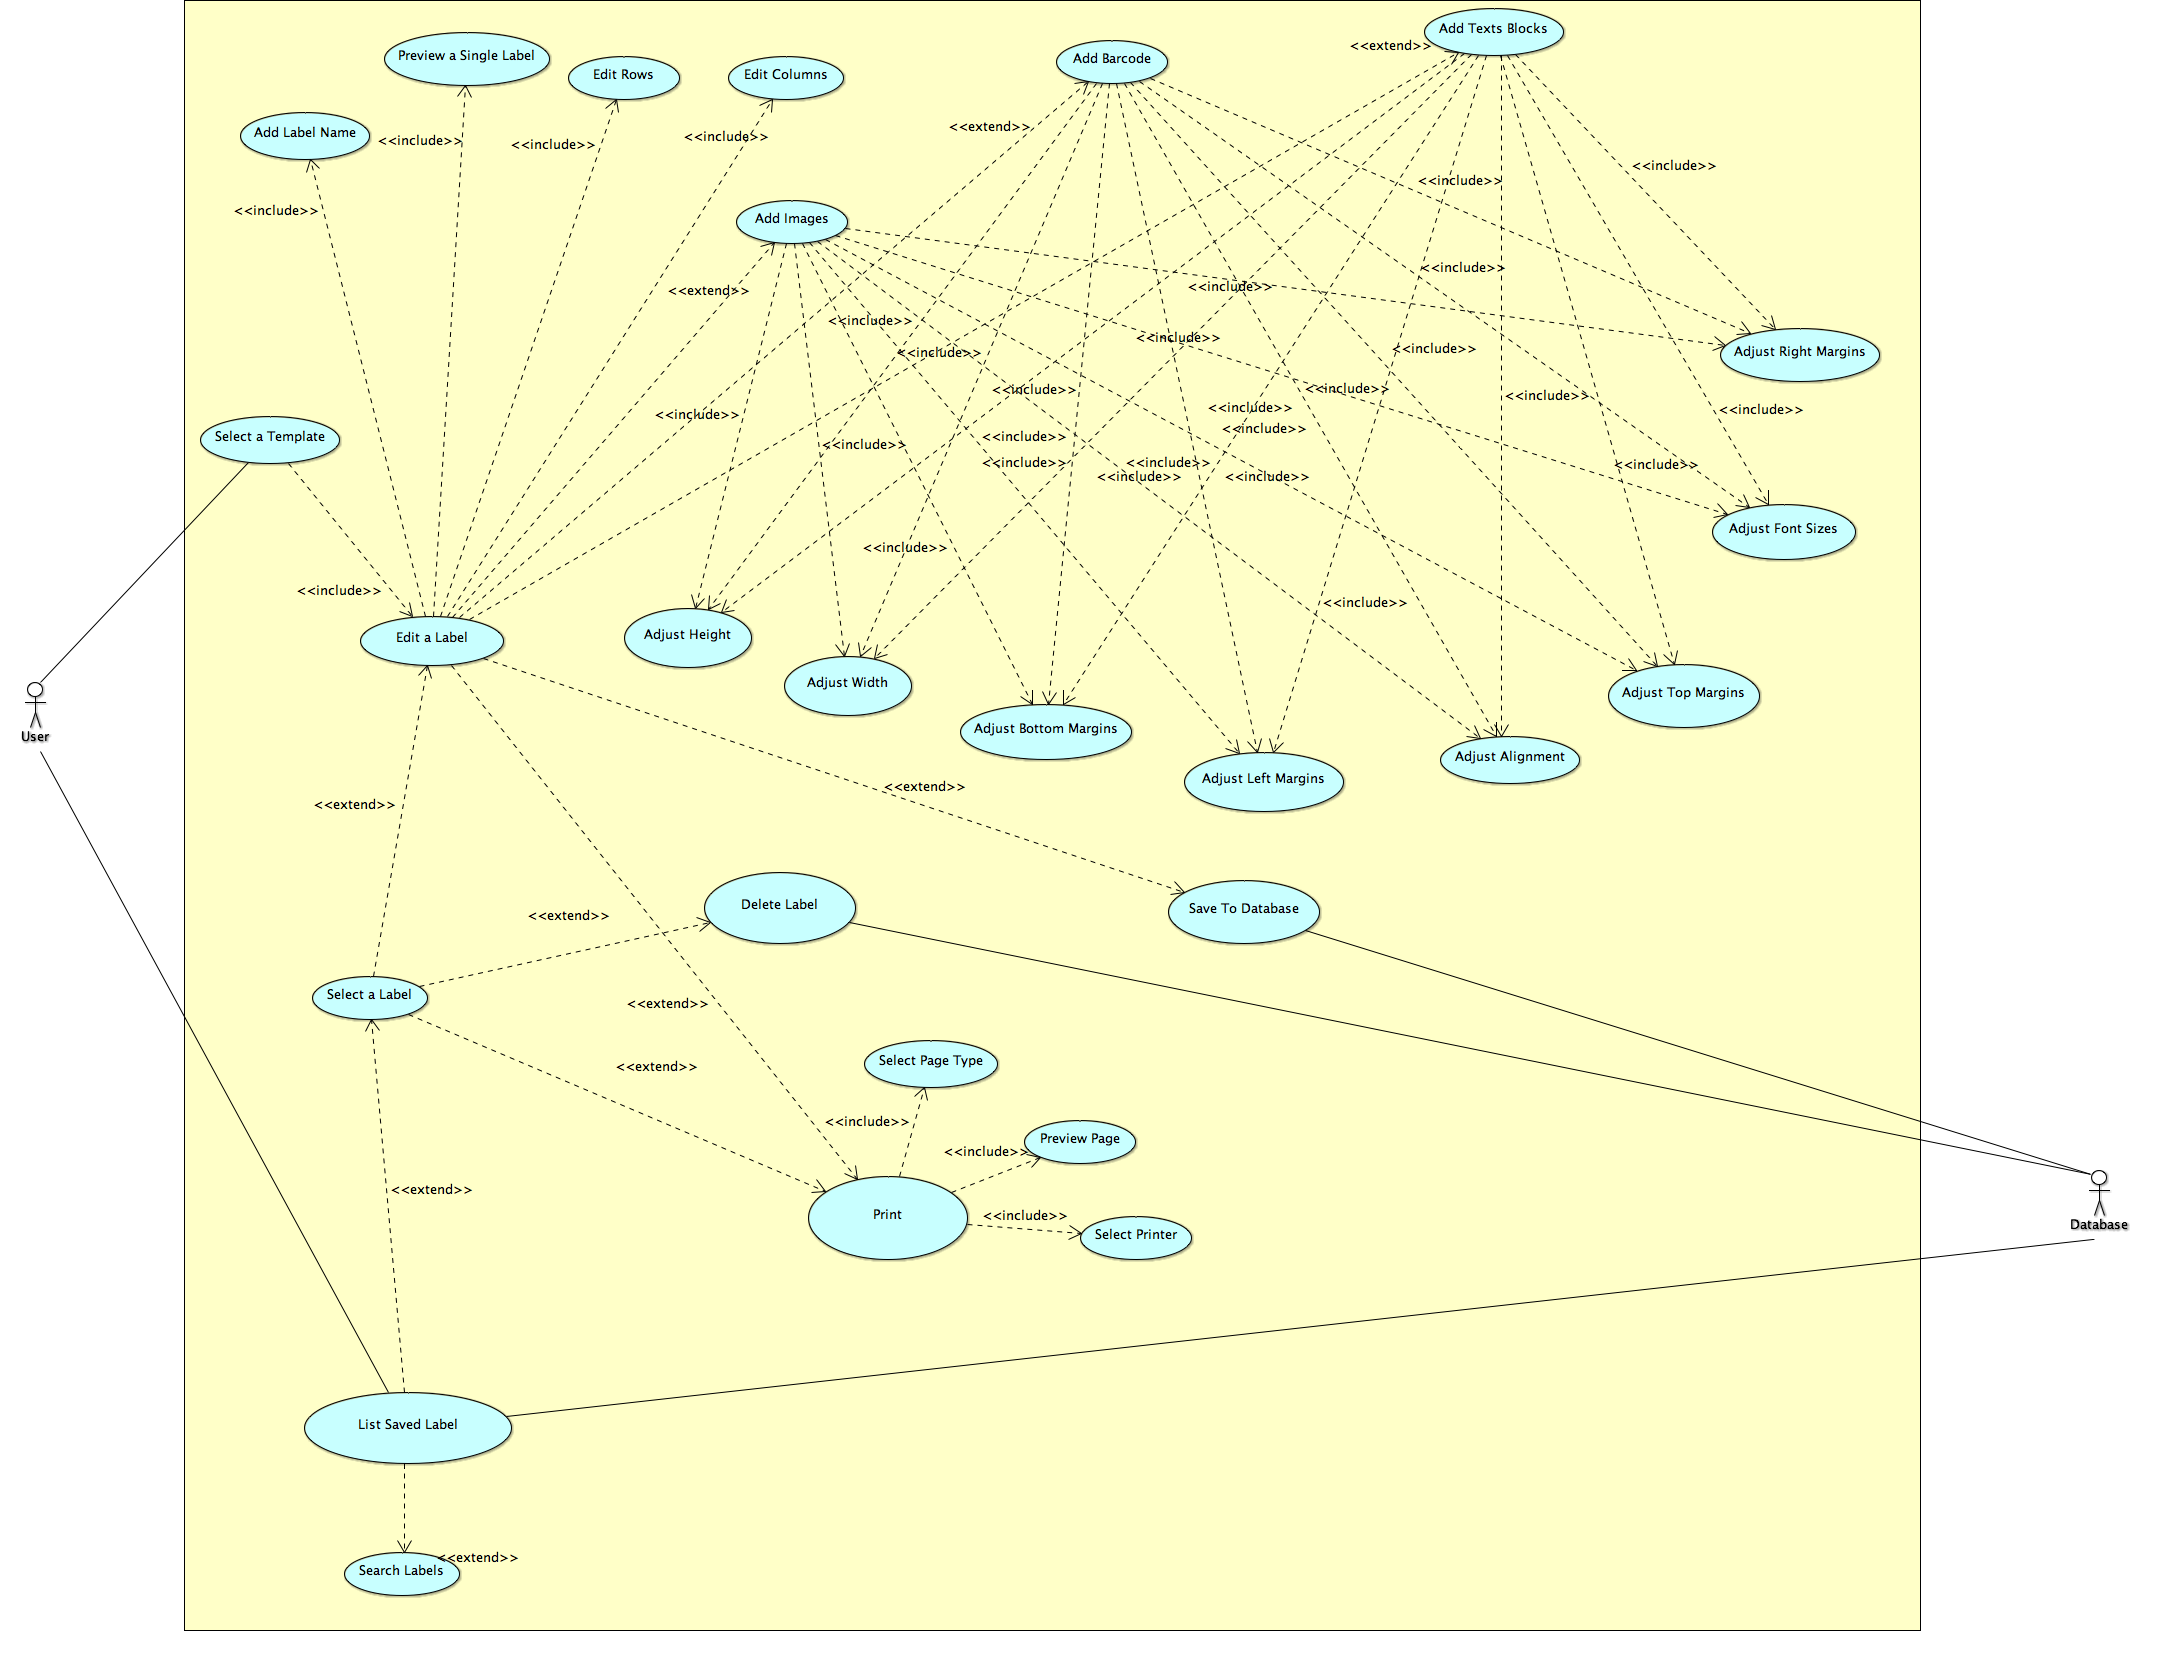 Add Texts Blocks
<<extend>>
Preview a Single Label
Add Barcode
Edit Rows
Edit Columns
<<extend>>
Add Label Name
<<include>>
<<include>>
<<include>>
<<include>>
<<include>>
<<include>>
Add Images
<<include>>
<<include>>
<<extend>>
<<include>>
<<include>>
<<include>>
<<include>>
<<include>>
Adjust Right Margins
<<include>>
<<include>>
<<include>>
<<include>>
<<include>>
<<include>>
<<include>>
Select a Template
<<include>>
<<include>>
<<include>>
<<include>>
<<include>>
<<include>>
<<include>>
<<include>>
Adjust Font Sizes
<<include>>
<<include>>
<<include>>
Edit a Label
Adjust Height
Adjust Width
Adjust Top Margins
User
Adjust Bottom Margins
Adjust Alignment
Adjust Left Margins
<<extend>>
<<extend>>
Delete Label
Save To Database
<<extend>>
Select a Label
<<extend>>
Select Page Type
<<extend>>
<<include>>
Preview Page
<<include>>
<<extend>>
Print
<<include>>
Database
Select Printer
List Saved Label
<<extend>>
Search Labels